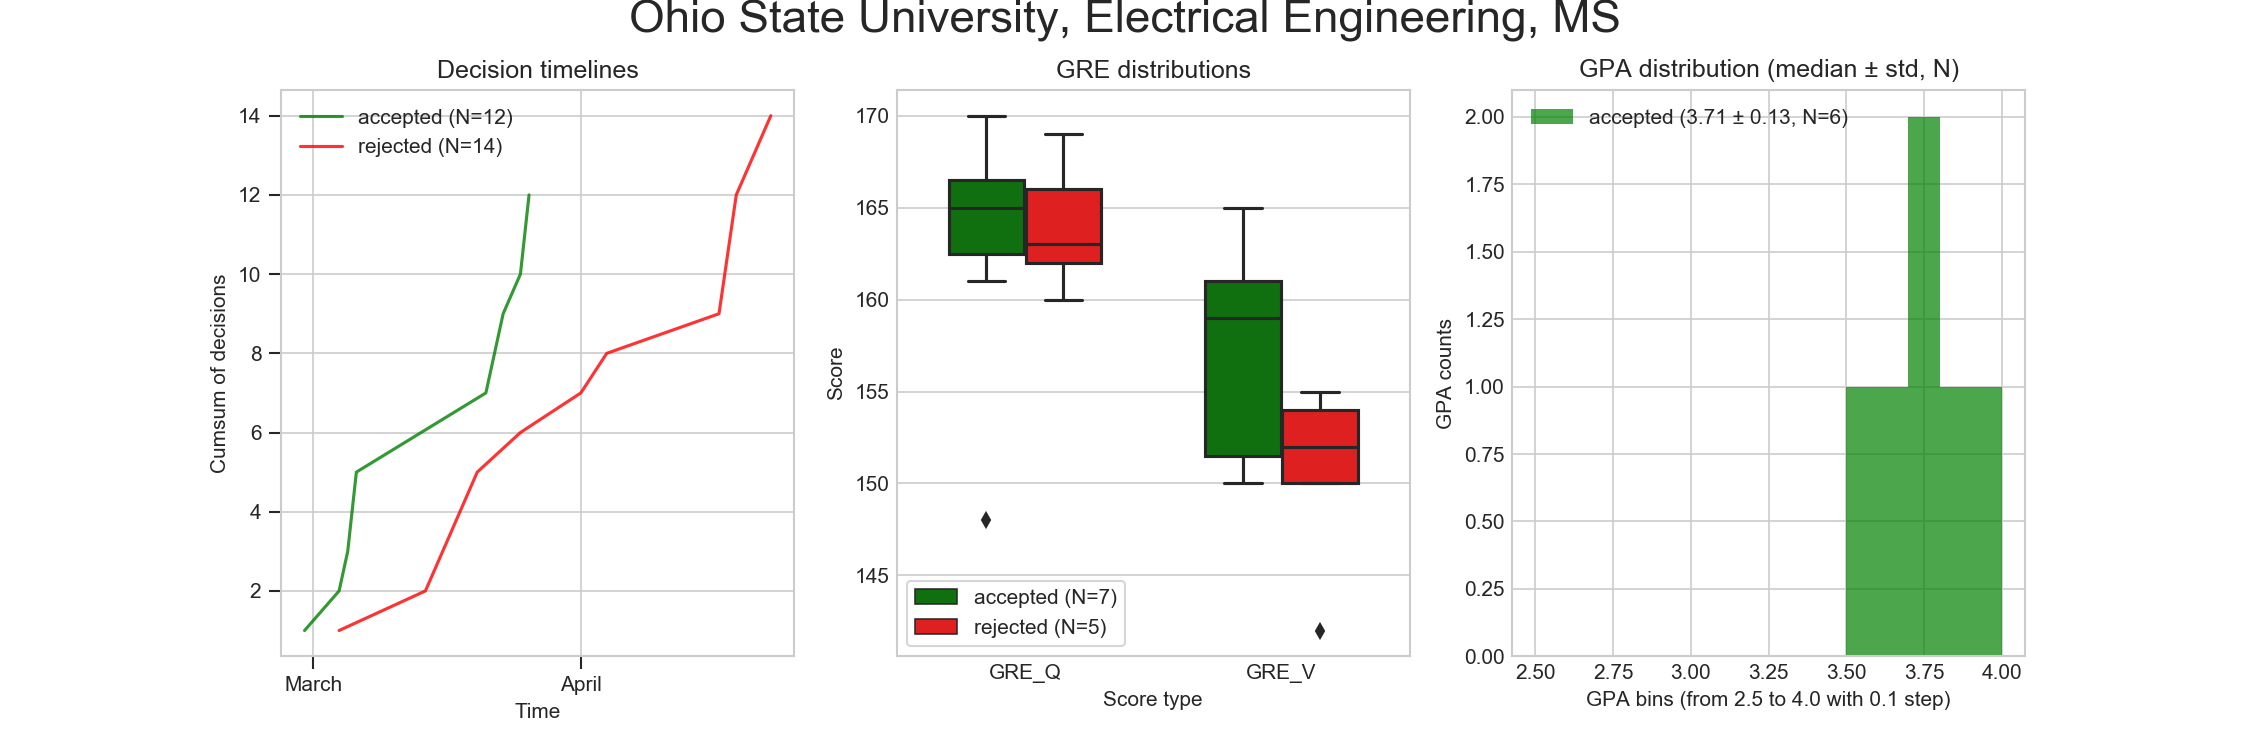 Ohio State University, Electrical Engineering, MS
Decision timelines
accepted (N=12)
rejected (N=14)
14
12
10
8
6
4
2
Cumsum of decisions
March
April
Time
GRE distributions
170
165
160
155
150
145
Score
accepted (N=7)
rejected (N=5)
GRE_Q
GRE_V
Score type
GPA distribution (median ± std, N)
accepted (3.71 ± 0.13, N=6)
2.00
1.75
1.50
1.25
1.00
0.75
0.50
0.25
0.00
GPA counts
2.50
2.75
3.00
3.25
3.50
3.75
4.00
GPA bins (from 2.5 to 4.0 with 0.1 step)